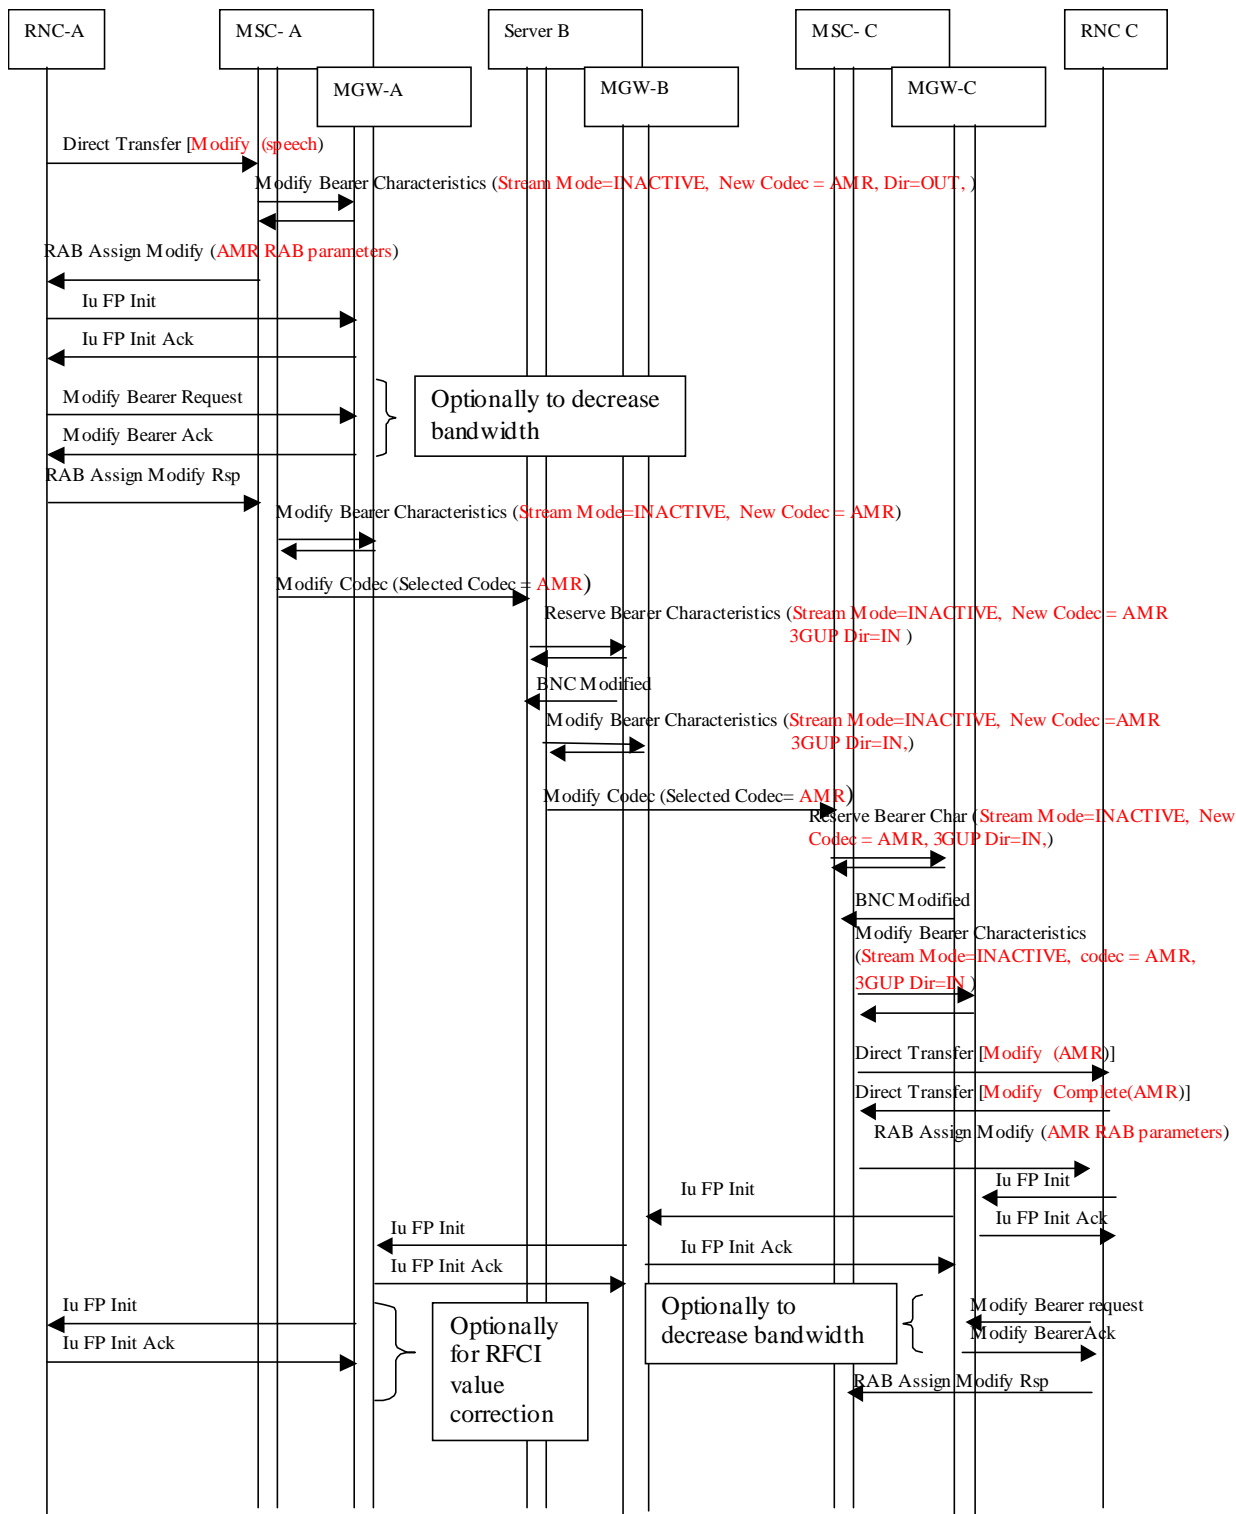 RNC-A
MSC- A
Server B
MSC- C
RNC C
MGW-A
MGW-B
MGW-C
Direct Transfer [Modify (speech)
Modify Bearer Characteristics (Stream Mode=INACTIVE, New Codec = AMR, Dir=OUT, )
RAB Assign Modify (AMR RAB parameters)
Iu FP Init
Iu FP Init Ack
Modify Bearer Request
Optionally to decrease
bandwidth
Modify Bearer Ack
RAB Assign Modify Rsp
Modify Bearer Characteristics (Stream Mode=INACTIVE, New Codec = AMR)
Modify Codec (Selected Codec = AMR)
Reserve Bearer Characteristics (Stream Mode=INACTIVE, New Codec = AMR
3GUP Dir=IN )
BNC Modified
Modify Bearer Characteristics (Stream Mode=INACTIVE, New Codec =AMR
3GUP Dir=IN,)
Modify Codec (Selected Codec= AMR)
Reserve Bearer Char (Stream Mode=INACTIVE, New
Codec = AMR, 3GUP Dir=IN,)
BNC Modified
Modify Bearer Characteristics
(Stream Mode=INACTIVE, codec = AMR,
3GUP Dir=IN )
Direct Transfer [Modify (AMR)]
Direct Transfer [Modify Complete(AMR)]
RAB Assign Modify (AMR RAB parameters)
Iu FP Init
Iu FP Init
Iu FP Init Ack
Iu FP Init
Iu FP Init Ack
Iu FP Init Ack
Iu FP Init
Iu FP Init Ack
Optionally
for RFCI
value
correction
Optionally to
decrease bandwidth
Modify Bearer request
Modify BearerAck
RAB Assign Modify Rsp